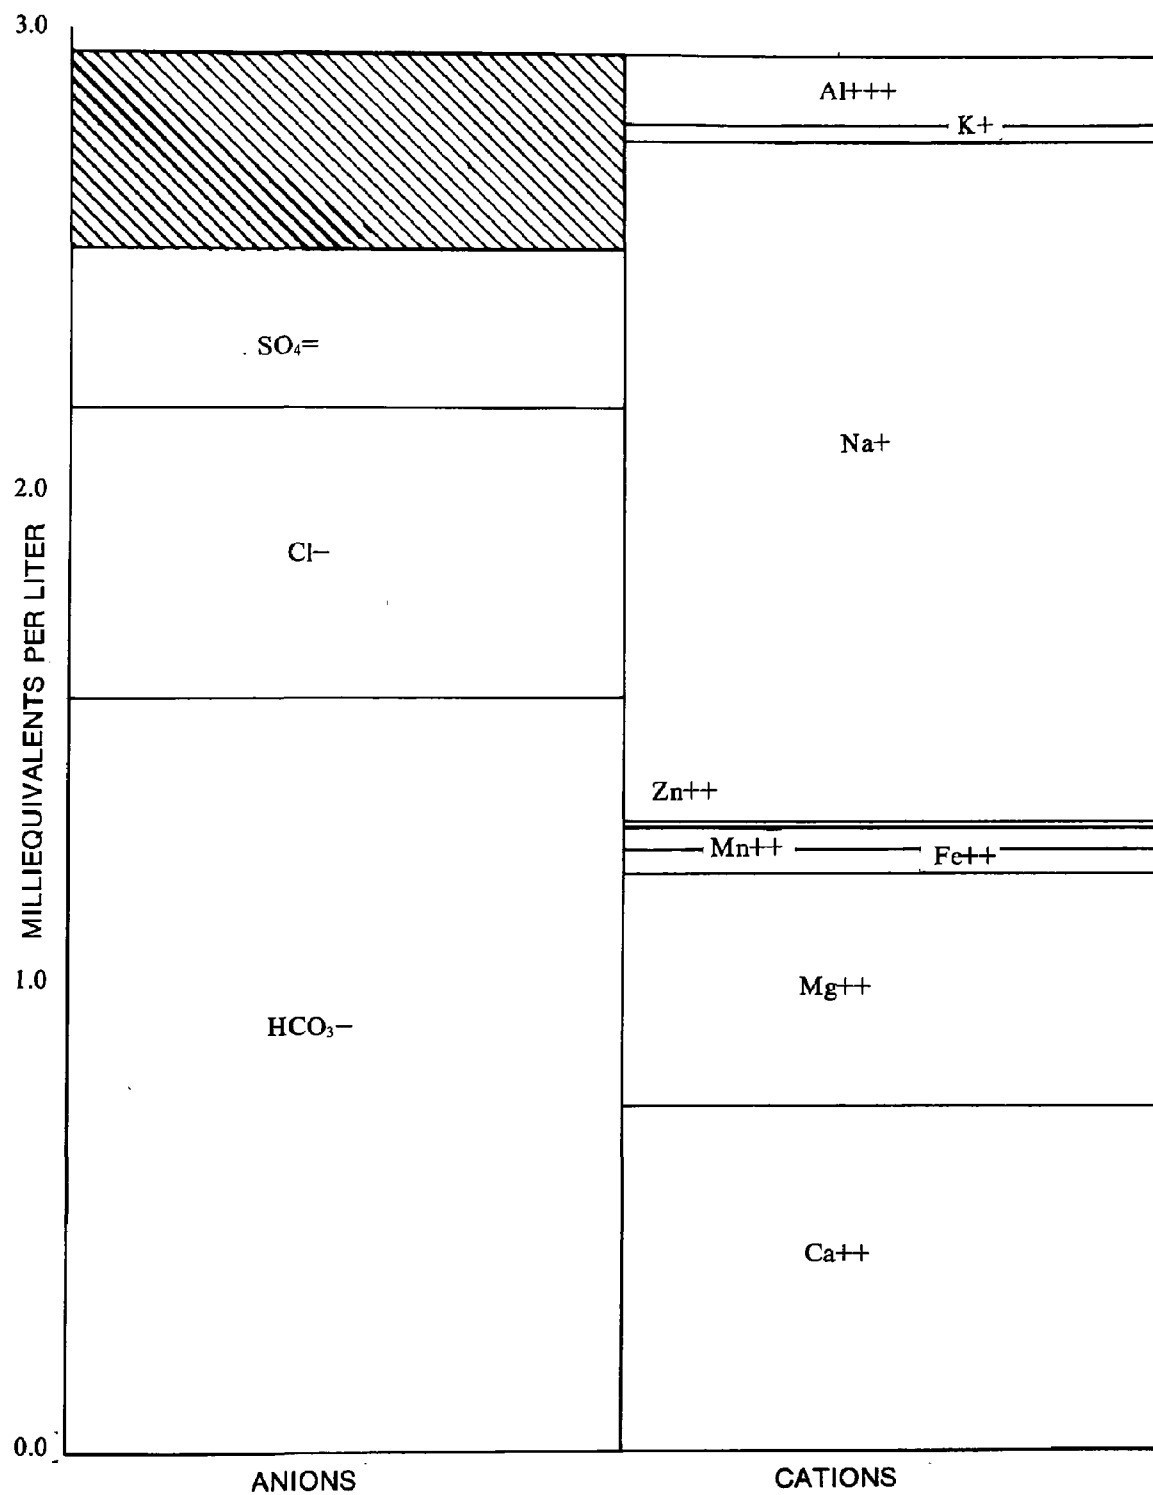 3.0
Al+++
K+
SO₄=
Na+
2.0
Cl−
MILLIEQUIVALENTS PER LITER
Zn++
Mn++
Fe++
1.0
Mg++
HCO₃−
Ca++
0.0
ANIONS
CATIONS